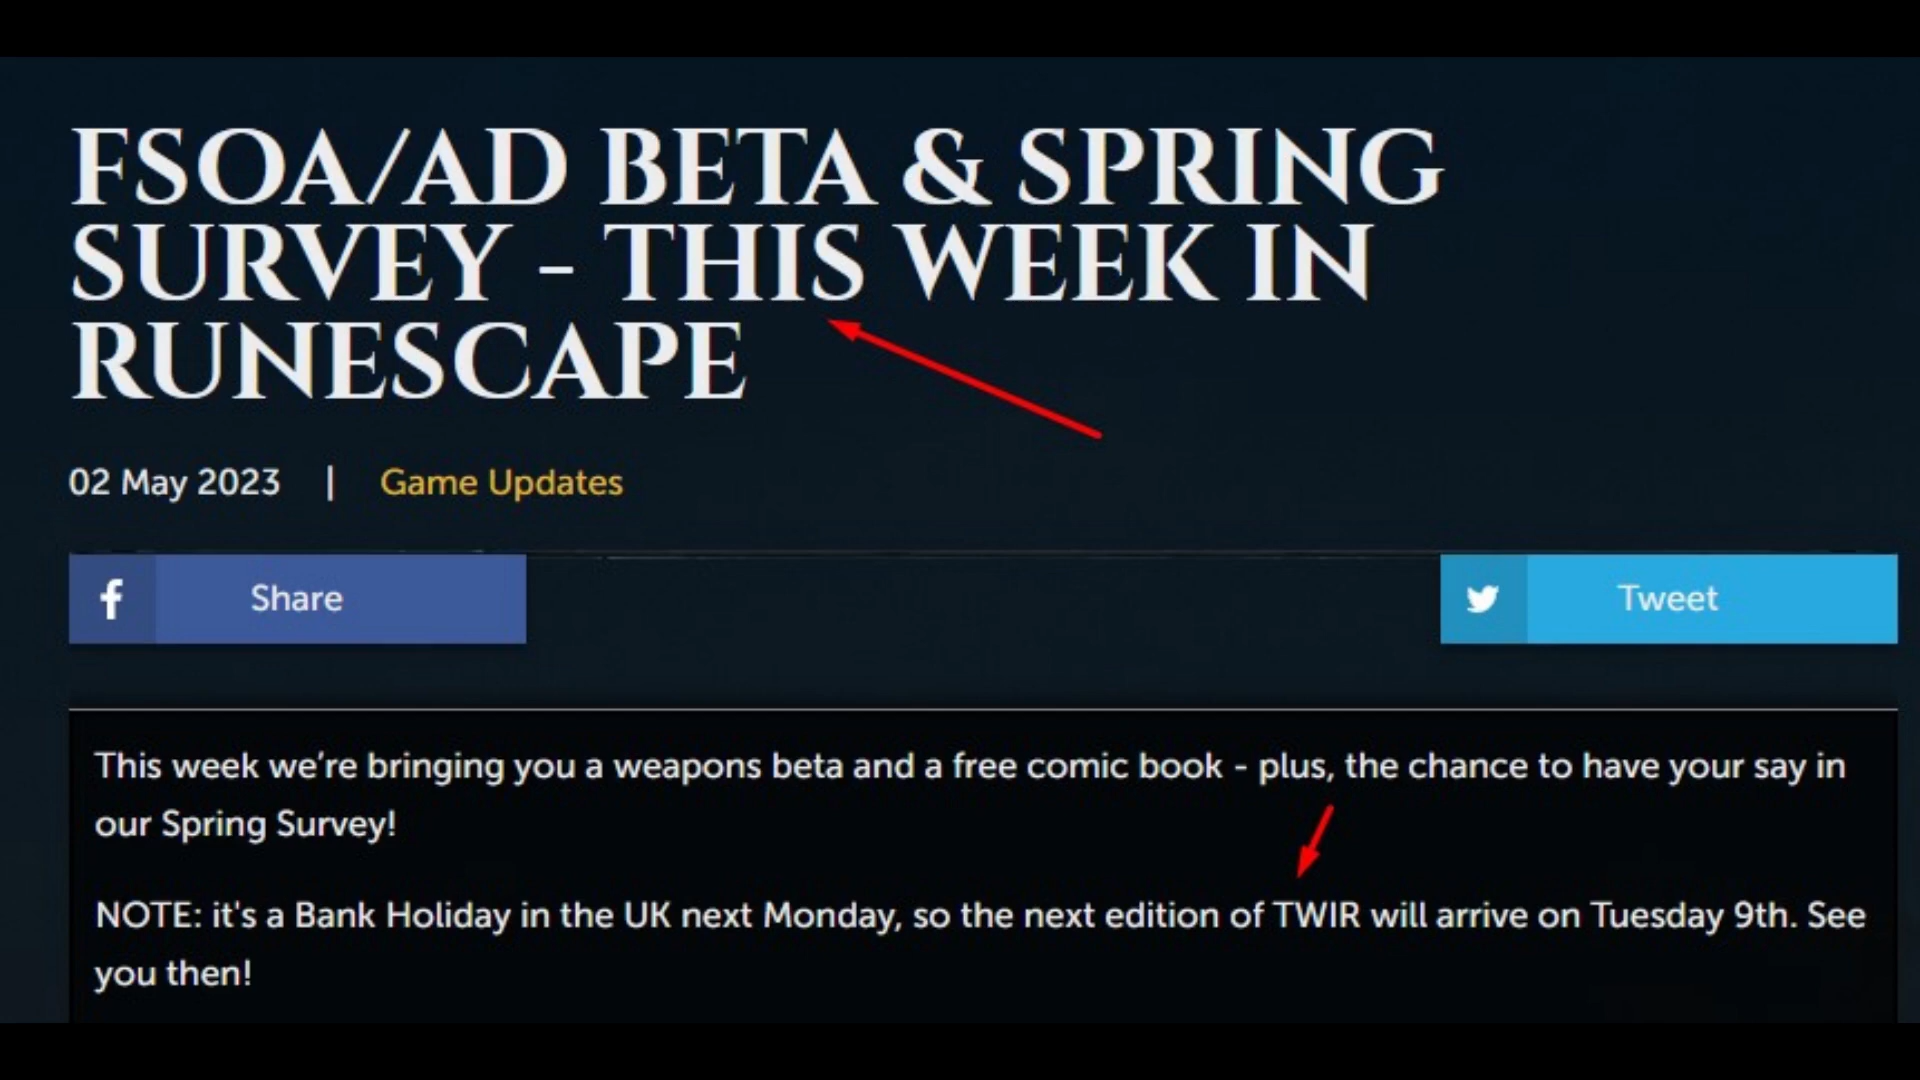 FSOA/AD BETA & SPRING
SURVEY - THIS WEEK IN
RUNESCAPE
02 May 2023 | Game Updates
f Share
Tweet
This week we’re bringing you a weapons beta and a free comic book - plus, the chance to have your say in
our Spring Survey!
NOTE: it's a Bank Holiday in the UK next Monday, so the next edition of TWIR will arrive on Tuesday 9th. See
you then!